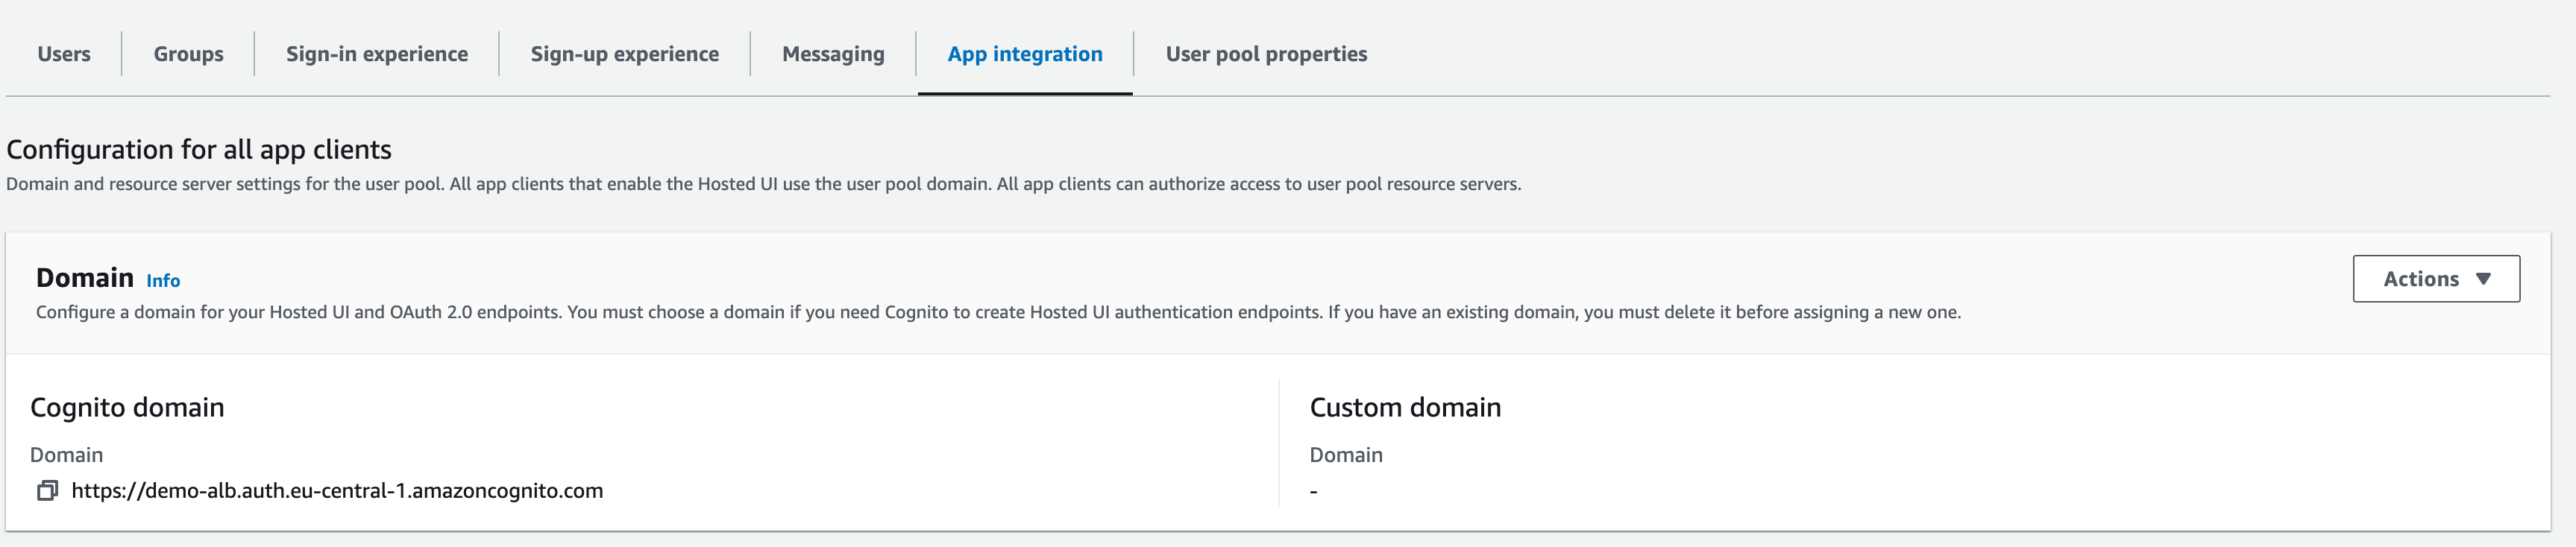 Users
Groups
Sign-in experience
Sign-up experience
Messaging
App integration
User pool properties
Configuration for all app clients
Domain and resource server settings for the user pool. All app clients that enable the Hosted UI use the user pool domain. All app clients can authorize access to user pool resource servers.
Domain Info
Actions
Configure a domain for your Hosted UI and OAuth 2.0 endpoints. You must choose a domain if you need Cognito to create Hosted UI authentication endpoints. If you have an existing domain, you must delete it before assigning a new one.
Cognito domain
Domain
https://demo-alb.auth.eu-central-1.amazoncognito.com
Custom domain
Domain
-